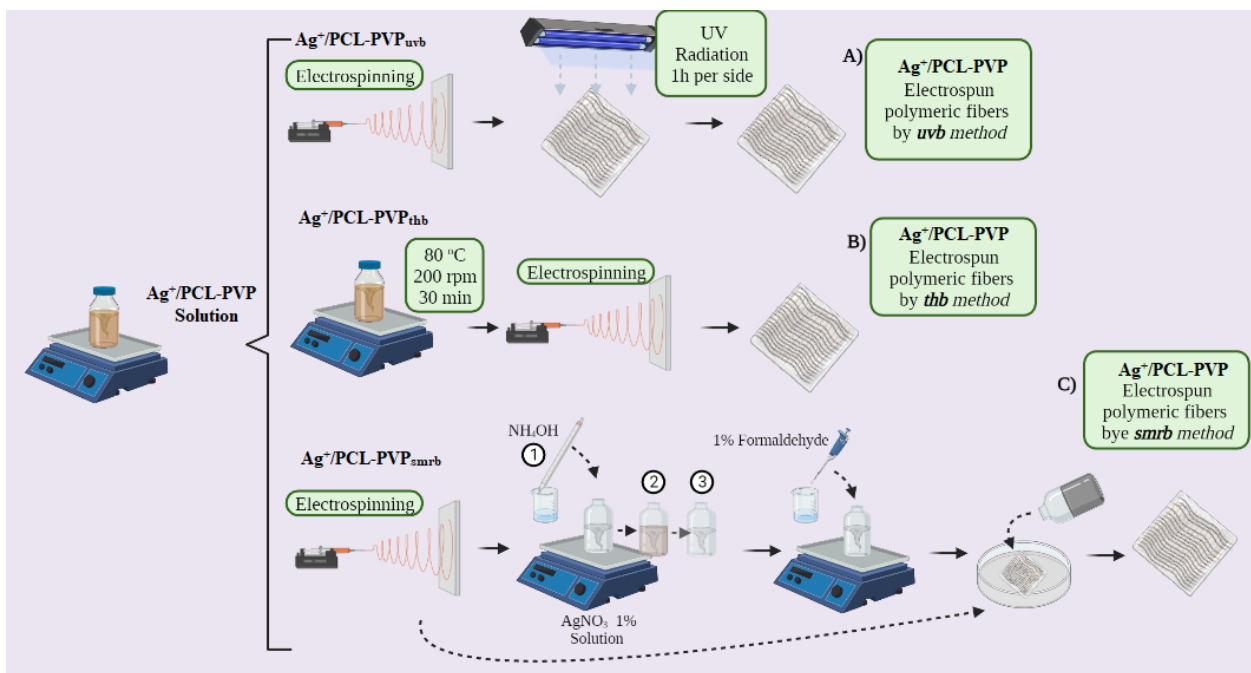 Ag⁺/PCL-PVP
Solution
Ag⁺/PCL-PVPuvb
Electrospinning
UV
Radiation
1h per side
A)
Ag⁺/PCL-PVP
Electrospun
polymeric fibers
by uvb method
Ag⁺/PCL-PVPthb
80 °C
200 rpm
30 min
Electrospinning
B)
Ag⁺/PCL-PVP
Electrospun
polymeric fibers
by thb method
Ag⁺/PCL-PVPsmrb
Electrospinning
NH₄OH
1
2
3
AgNO₃ 1%
Solution
1% Formaldehyde
C)
Ag⁺/PCL-PVP
Electrospun
polymeric fibers
bye smrb method